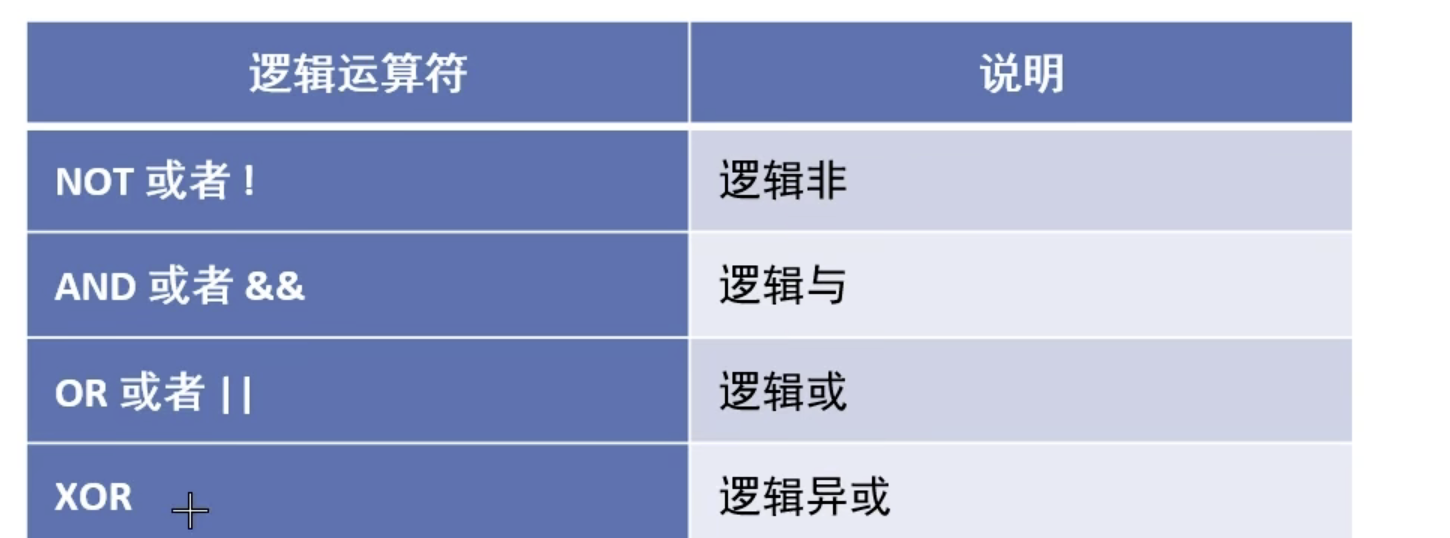 逻辑运算符 说明
NOT 或者 ! 逻辑非
AND 或者 && 逻辑与
OR 或者 || 逻辑或
XOR 逻辑异或